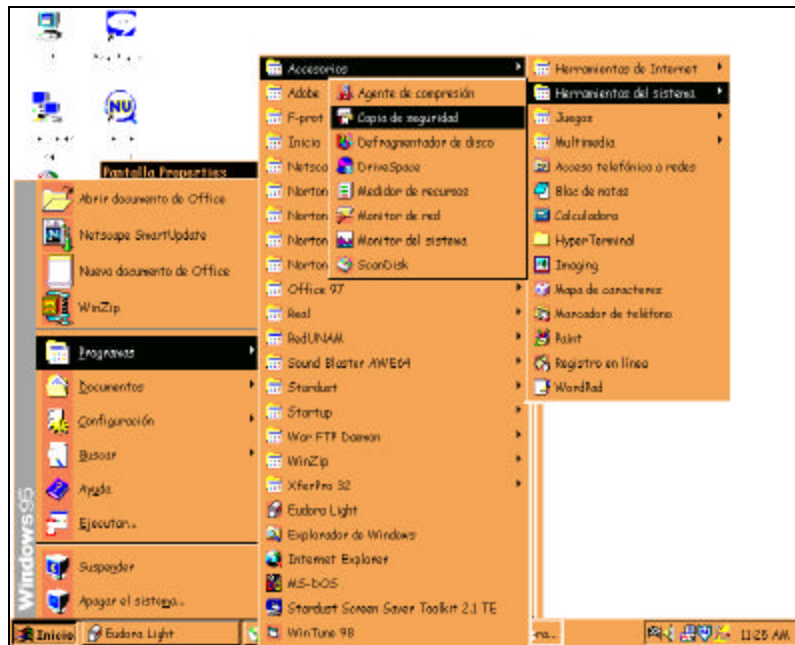 Pantalla Properties
Abrir documento de Office
Netscape SmartUpdate
Nuevo documento de Office
WinZip
Programas
Documentos
Configuración
Buscar
Ayuda
Ejecutar...
Suspender
Apagar el sistema...
Windows95
Accesorios
Adobe
F-prot
Inicio
Netsca
Norton
Norton
Norton
Norton
Office 97
Real
RedUNAM
Sound Blaster AWE64
Stardust
Startup
War FTP Daemon
WinZip
XferPro 32
Eudora Light
Explorador de Windows
Internet Explorer
MS-DOS
Stardust Screen Saver Toolkit 2.1 TE
WinTune 98
Agente de compresión
Copia de seguridad
Defragmentador de disco
DriveSpace
Medidor de recursos
Monitor de red
Monitor del sistema
ScanDisk
Herramientas de Internet
Herramientas del sistema
Juegos
Multimedia
Acceso telefónico a redes
Bloc de notas
Calculadora
HyperTerminal
Imaging
Mapa de caracteres
Marcador de teléfono
Paint
Registro en línea
WordPad
Inicio
Eudora Light
11:25 AM